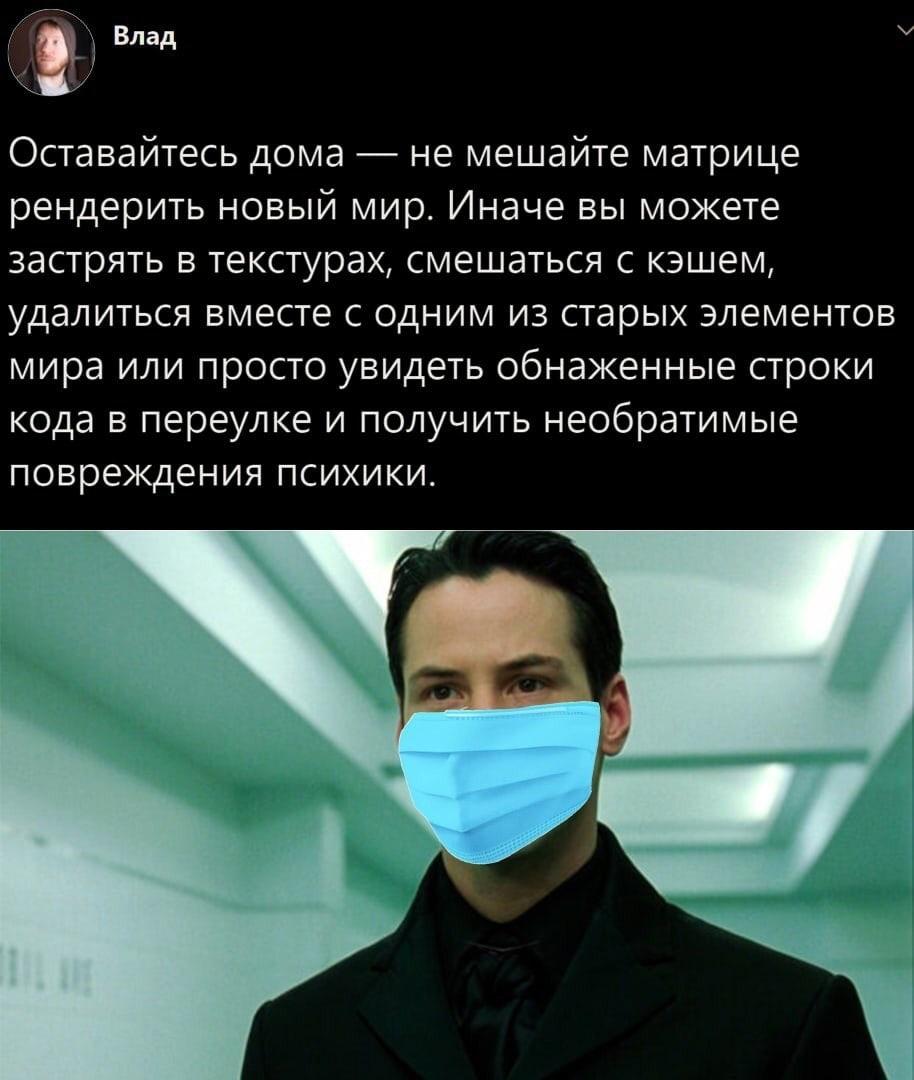 Влад
Оставайтесь дома — не мешайте матрице
рендерить новый мир. Иначе вы можете
застрять в текстурах, смешаться с кэшем,
удалиться вместе с одним из старых элементов
мира или просто увидеть обнаженные строки
кода в переулке и получить необратимые
повреждения психики.
AVE